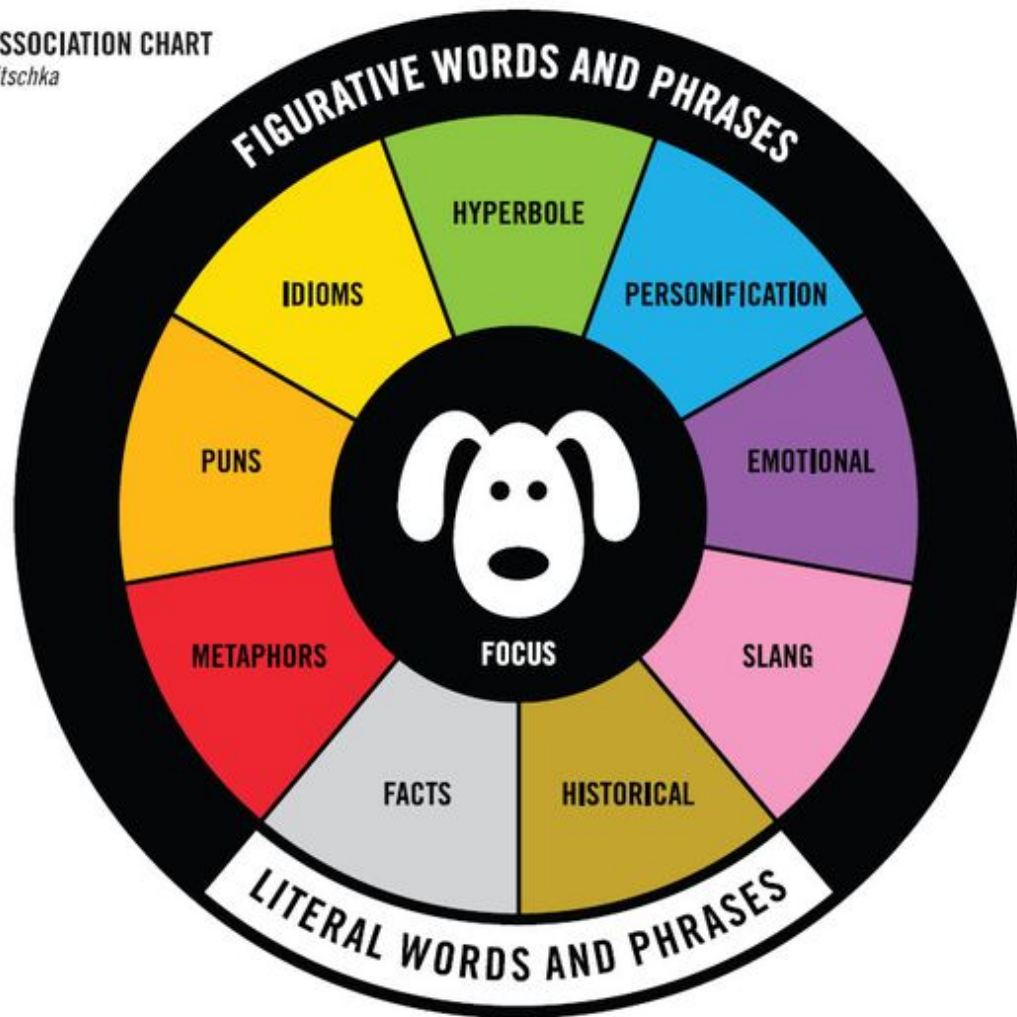 SSOCIATION CHART
tschka
FIGURATIVE WORDS AND PHRASES
HYPERBOLE
IDIOMS
PERSONIFICATION
PUNS
EMOTIONAL
METAPHORS
FOCUS
SLANG
FACTS
HISTORICAL
LITERAL WORDS AND PHRASES